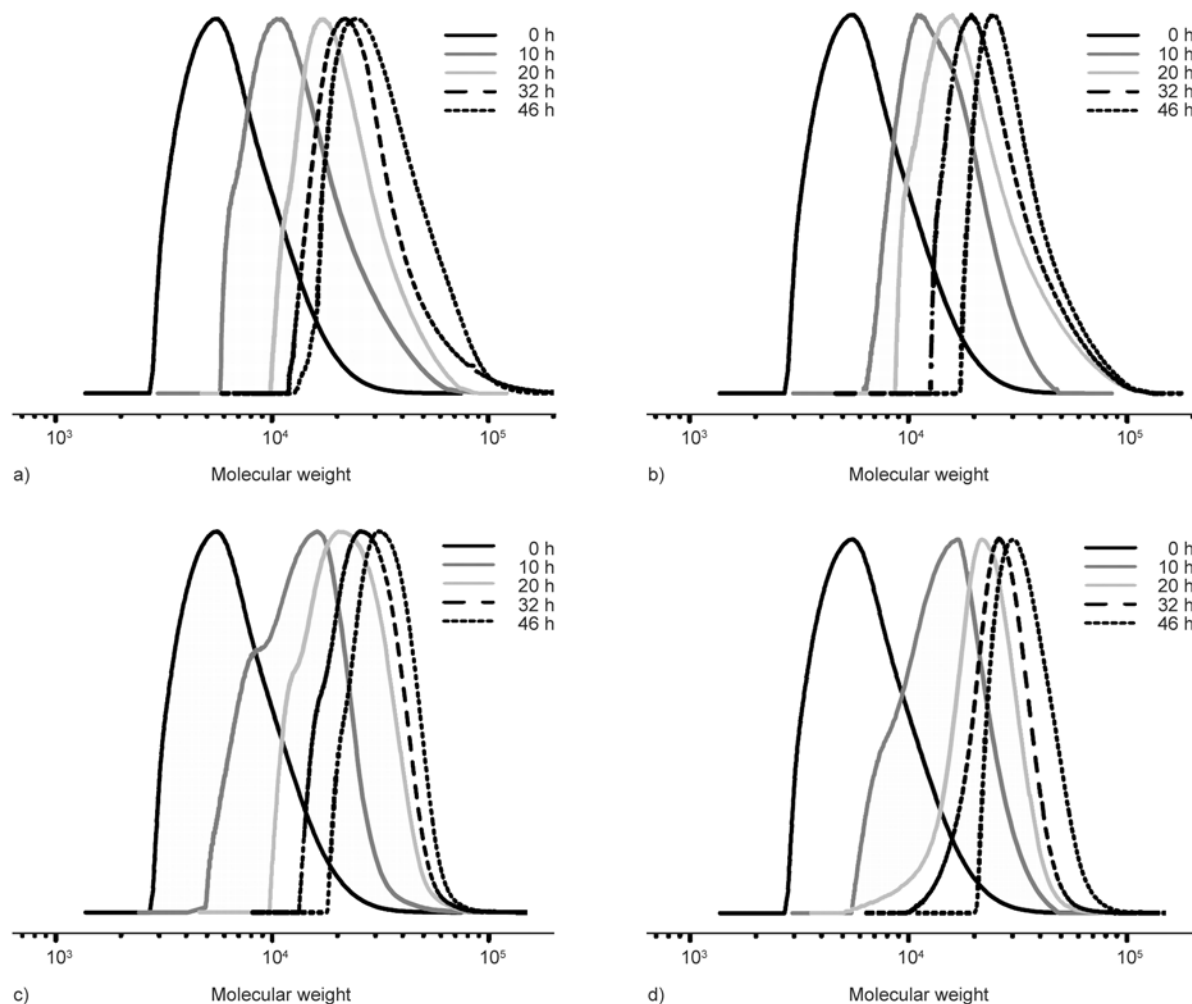 0 h
10 h
20 h
32 h
46 h
10³ 10⁴ 10⁵
a) Molecular weight
0 h
10 h
20 h
32 h
46 h
10³ 10⁴ 10⁵
b) Molecular weight
0 h
10 h
20 h
32 h
46 h
10³ 10⁴ 10⁵
c) Molecular weight
0 h
10 h
20 h
32 h
46 h
10³ 10⁴ 10⁵
d) Molecular weight